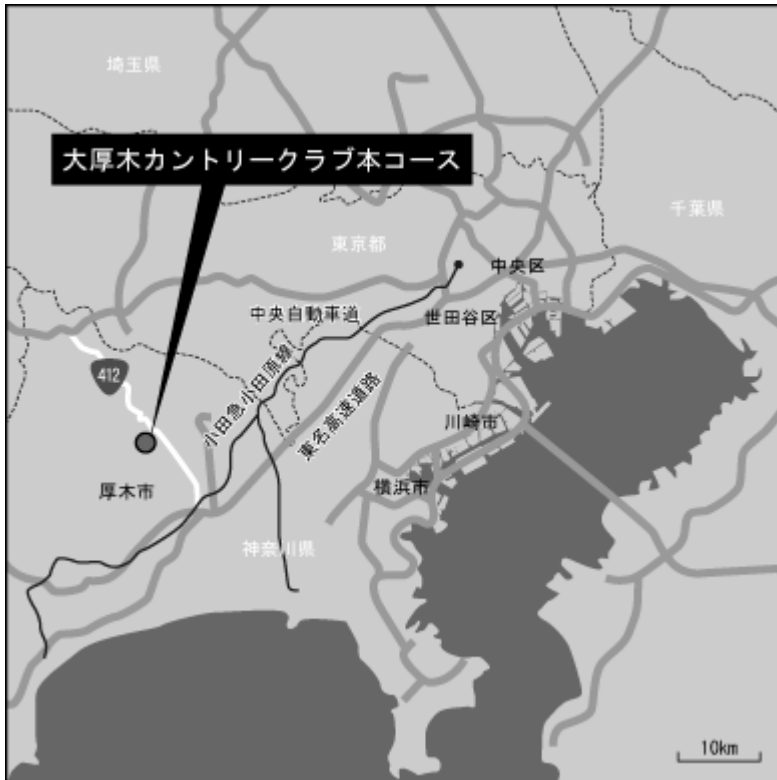 埼玉県
大厚木カントリークラブ本コース
千葉県
東京都
中央区
中央自動車道
世田谷区
412
小田急小田原線
東名高速道路
川崎市
横浜市
厚木市
神奈川県
10km